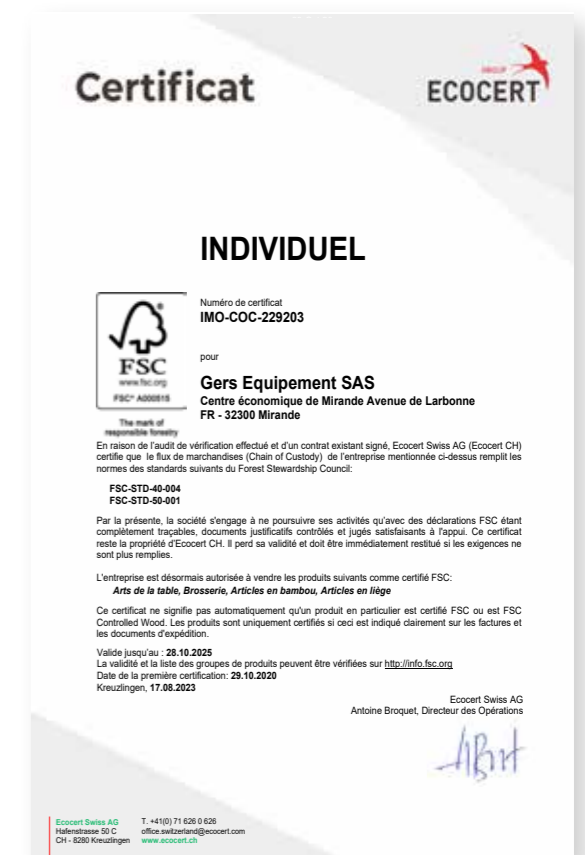 Certificat
GROUP
ECOCERT
INDIVIDUEL
Numéro de certificat
IMO-COC-229203
pour
Gers Equipement SAS
Centre économique de Mirande Avenue de Larbonne
FR - 32300 Mirande
FSC
www.fsc.org
FSC® A000515
The mark of
responsible forestry
En raison de l'audit de vérification effectué et d'un contrat existant signé, Ecocert Swiss AG (Ecocert CH)
certifie que le flux de marchandises (Chain of Custody) de l'entreprise mentionnée ci-dessus remplit les
normes des standards suivants du Forest Stewardship Council:
FSC-STD-40-004
FSC-STD-50-001
Par la présente, la société s'engage à ne poursuivre ses activités qu'avec des déclarations FSC étant
complètement traçables, documents justificatifs contrôlés et jugés satisfaisants à l'appui. Ce certificat
reste la propriété d'Ecocert CH. Il perd sa validité et doit être immédiatement restitué si les exigences ne
sont plus remplies.
L'entreprise est désormais autorisée à vendre les produits suivants comme certifié FSC:
Arts de la table, Brosserie, Articles en bambou, Articles en liège
Ce certificat ne signifie pas automatiquement qu'un produit en particulier est certifié FSC ou est FSC
Controlled Wood. Les produits sont uniquement certifiés si ceci est indiqué clairement sur les factures et
les documents d'expédition.
Valide jusqu'au : 28.10.2025
La validité et la liste des groupes de produits peuvent être vérifiées sur http://info.fsc.org
Date de la première certification: 29.10.2020
Kreuzlingen, 17.08.2023
Ecocert Swiss AG
Antoine Broquet, Directeur des Opérations
Ecocert Swiss AG
Hafenstrasse 50 C
CH - 8280 Kreuzlingen
T. +41(0) 71 626 0 626
office.switzerland@ecocert.com
www.ecocert.ch